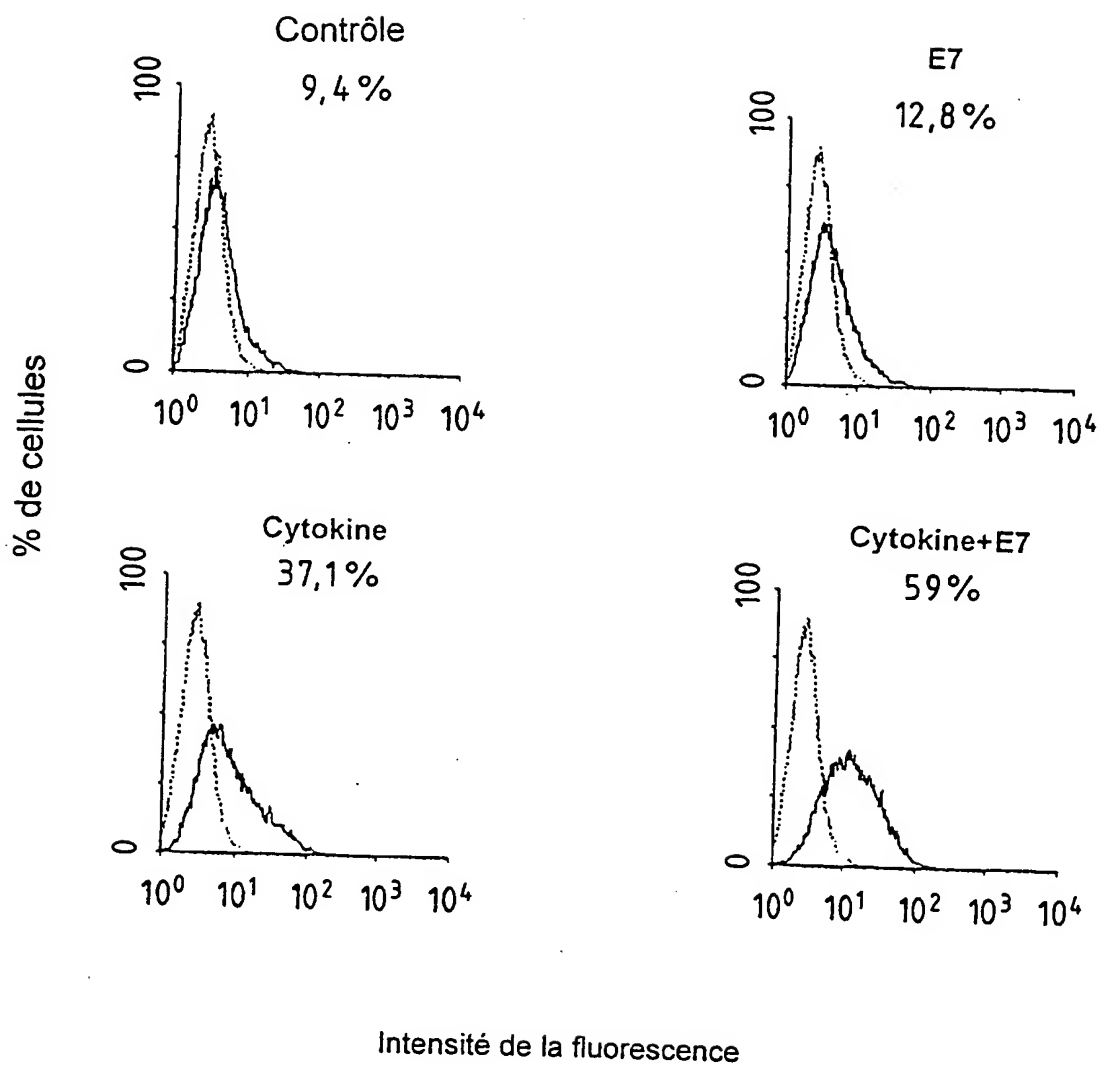 Contrôle
9,4%
100
0
10⁰ 10¹ 10² 10³ 10⁴
E7
12,8%
100
0
10⁰ 10¹ 10² 10³ 10⁴
% de cellules
Cytokine
37,1%
100
0
10⁰ 10¹ 10² 10³ 10⁴
Cytokine+E7
59%
100
0
10⁰ 10¹ 10² 10³ 10⁴
Intensité de la fluorescence